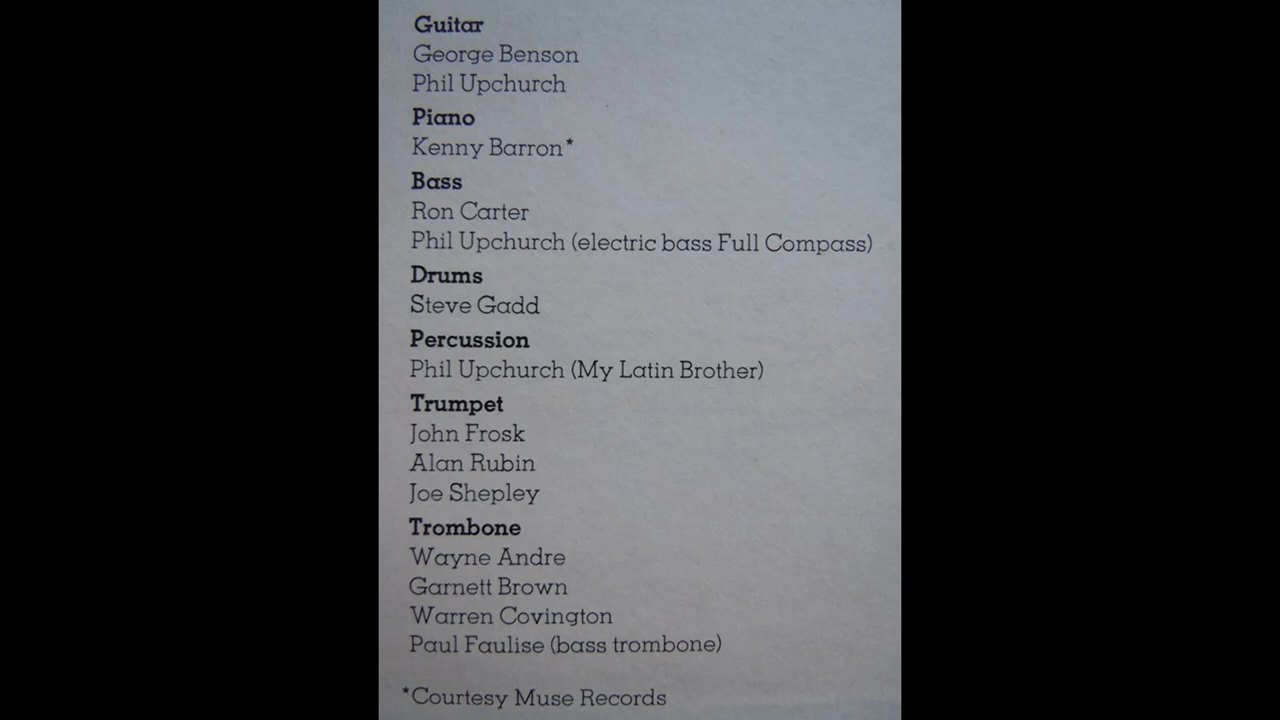 Guitar
George Benson
Phil Upchurch
Piano
Kenny Barron*
Bass
Ron Carter
Phil Upchurch (electric bass Full Compass)
Drums
Steve Gadd
Percussion
Phil Upchurch (My Latin Brother)
Trumpet
John Frosk
Alan Rubin
Joe Shepley
Trombone
Wayne Andre
Garnett Brown
Warren Covington
Paul Faulise (bass trombone)
*Courtesy Muse Records